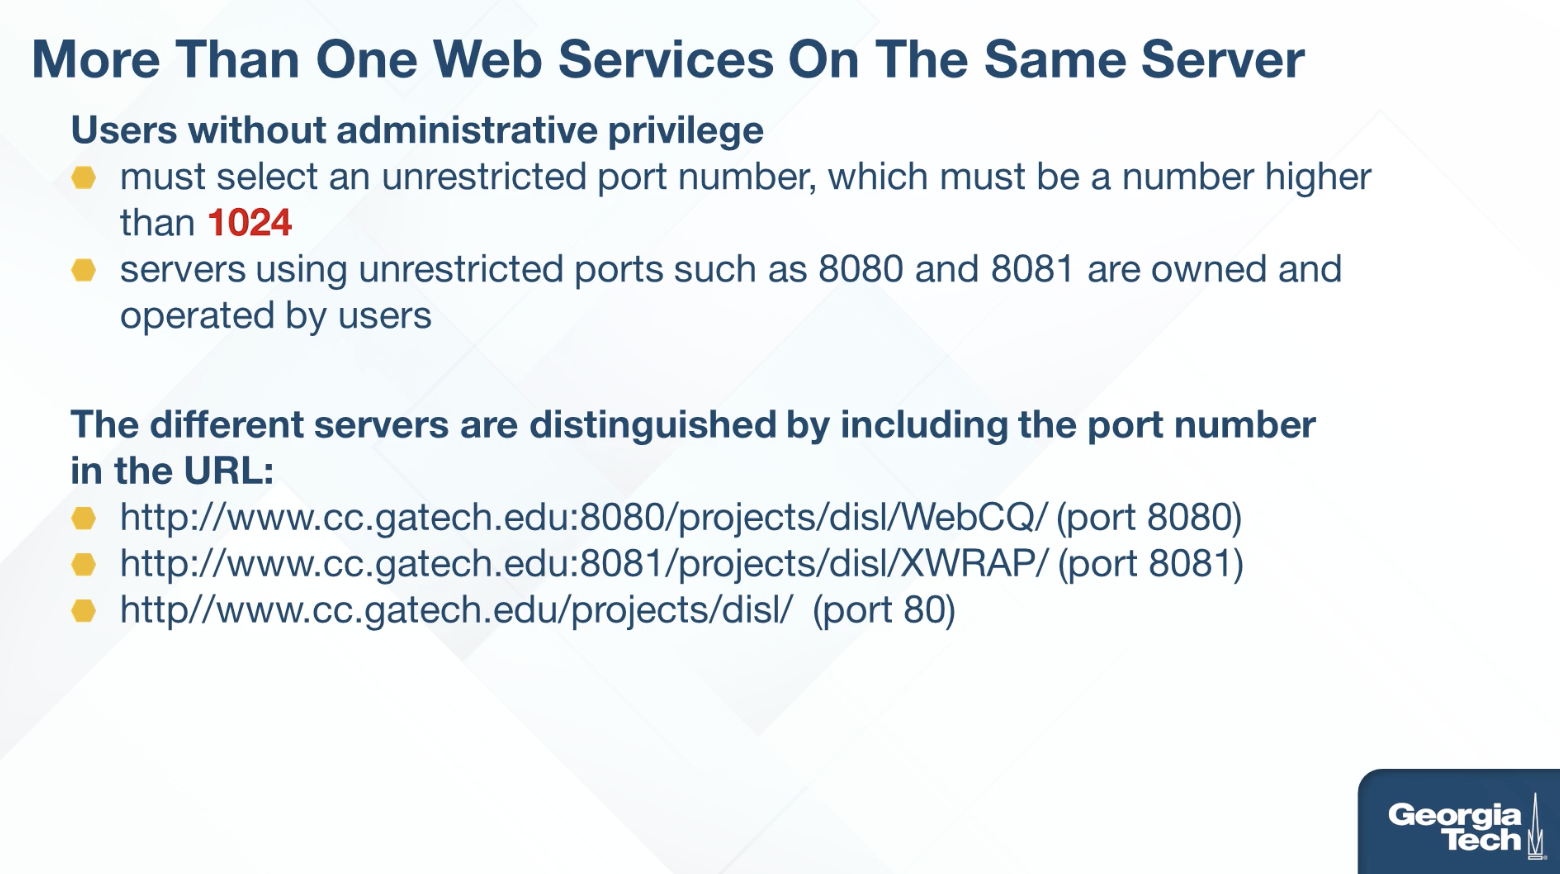 More Than One Web Services On The Same Server
Users without administrative privilege
must select an unrestricted port number, which must be a number higher
than 1024
servers using unrestricted ports such as 8080 and 8081 are owned and
operated by users
The different servers are distinguished by including the port number
in the URL:
http://www.cc.gatech.edu:8080/projects/disl/WebCQ/ (port 8080)
http://www.cc.gatech.edu:8081/projects/disl/XWRAP/ (port 8081)
http//www.cc.gatech.edu/projects/disl/ (port 80)
Georgia
Tech